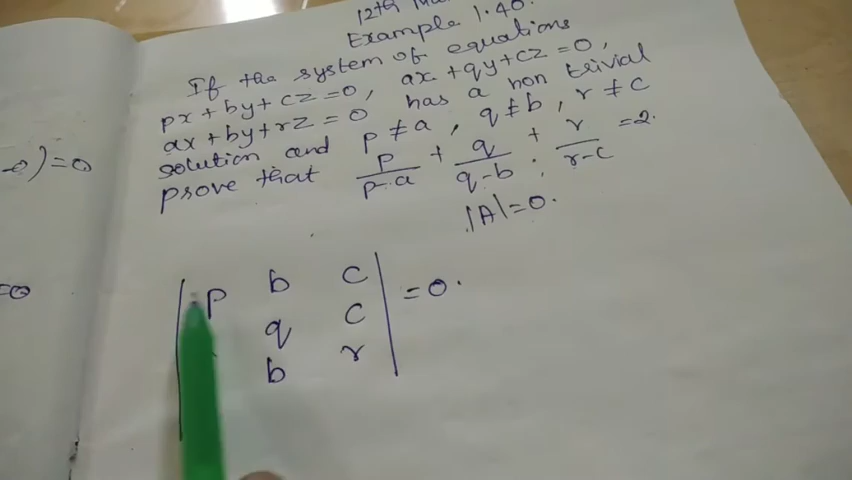 12th
Example 1.40.
If the system of equations
px + by + cz = 0, ax + qy + cz = 0,
ax + by + rz = 0 has a non trivial
solution and p ≠ a, q ≠ b, r ≠ c
prove that p/p-a + q/q-b + r/r-c = 2.
|A| = 0.
-0) = 0
=0
| p b c |
q c = 0.
b r